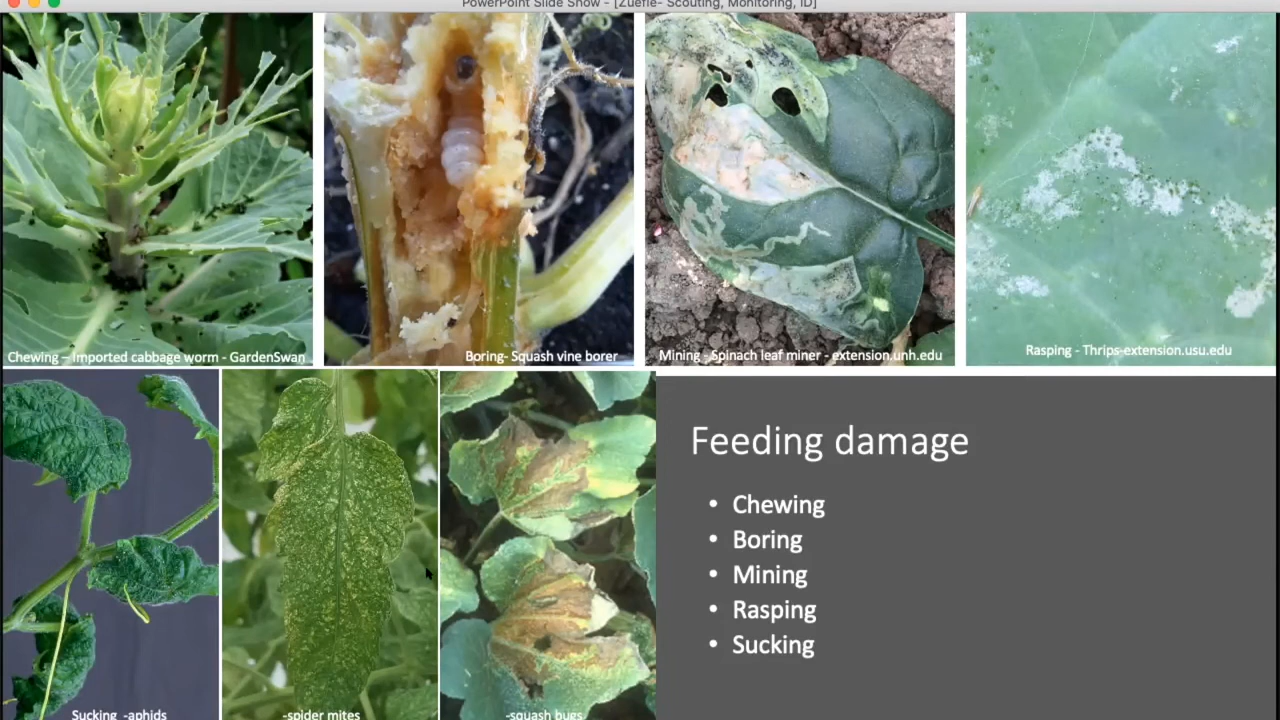 PowerPoint Slide Show - [Zuefle- Scouting, Monitoring, ID]
Chewing – Imported cabbage worm - GardenSwan
Boring- Squash vine borer
Mining - Spinach leaf miner - extension.unh.edu
Rasping - Thrips-extension.usu.edu
Feeding damage
• Chewing
• Boring
• Mining
• Rasping
• Sucking
Sucking -aphids
-spider mites
-squash bugs